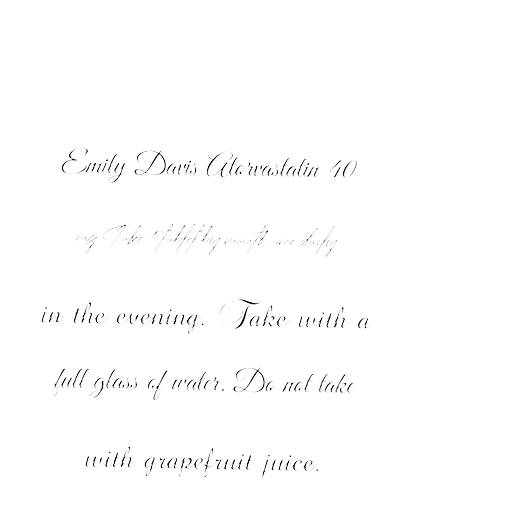 Emily Davis Atorvastatin 40
mg Take 1 tablet by mouth once daily
in the evening. Take with a
full glass of water. Do not take
with grapefruit juice.